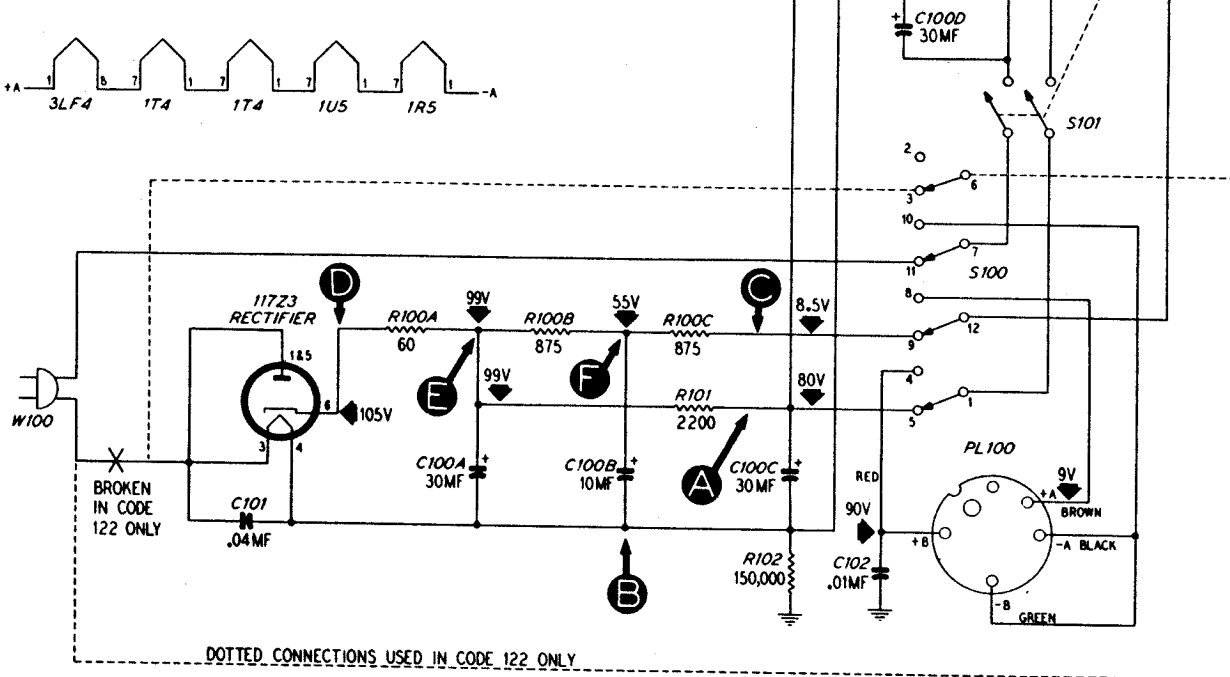 C100D
30MF
+
+A
1
8
7
1
7
1
7
1
7
1
-A
3LF4
1T4
1T4
1U5
1R5
S101
2
6
3
10
7
11
S100
8
12
9
4
1
5
D
C
117Z3
RECTIFIER
1&5
6
3
4
105V
R100A
60
99V
R100B
875
55V
R100C
875
8.5V
E
F
99V
R101
2200
80V
A
W100
BROKEN
IN CODE
122 ONLY
C101
.04MF
C100A
30MF
+
C100B
10MF
+
C100C
30MF
+
B
R102
150,000
PL100
RED
90V
+B
C102
.01MF
+A
9V
BROWN
-A BLACK
-B
GREEN
DOTTED CONNECTIONS USED IN CODE 122 ONLY